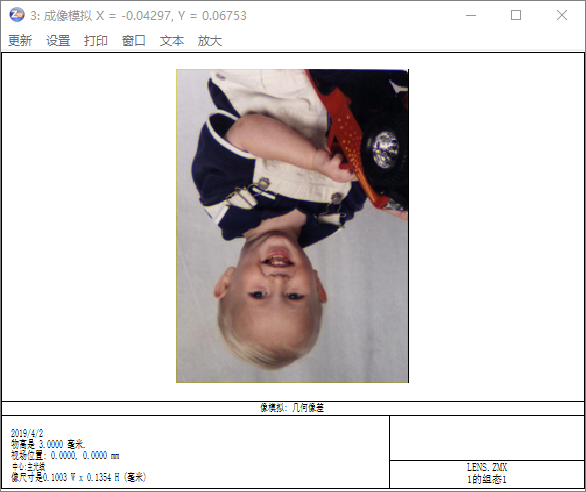 3: 成像模拟 X = -0.04297, Y = 0.06753
更新 设置 打印 窗口 文本 放大
像模拟: 几何像差
2019/4/2
物高是 3.0000 毫米.
视场位置: 0.0000, 0.0000 mm
中心:主光线
像尺寸是0.1003 W x 0.1354 H (毫米)
LENS.ZMX
1的组态1